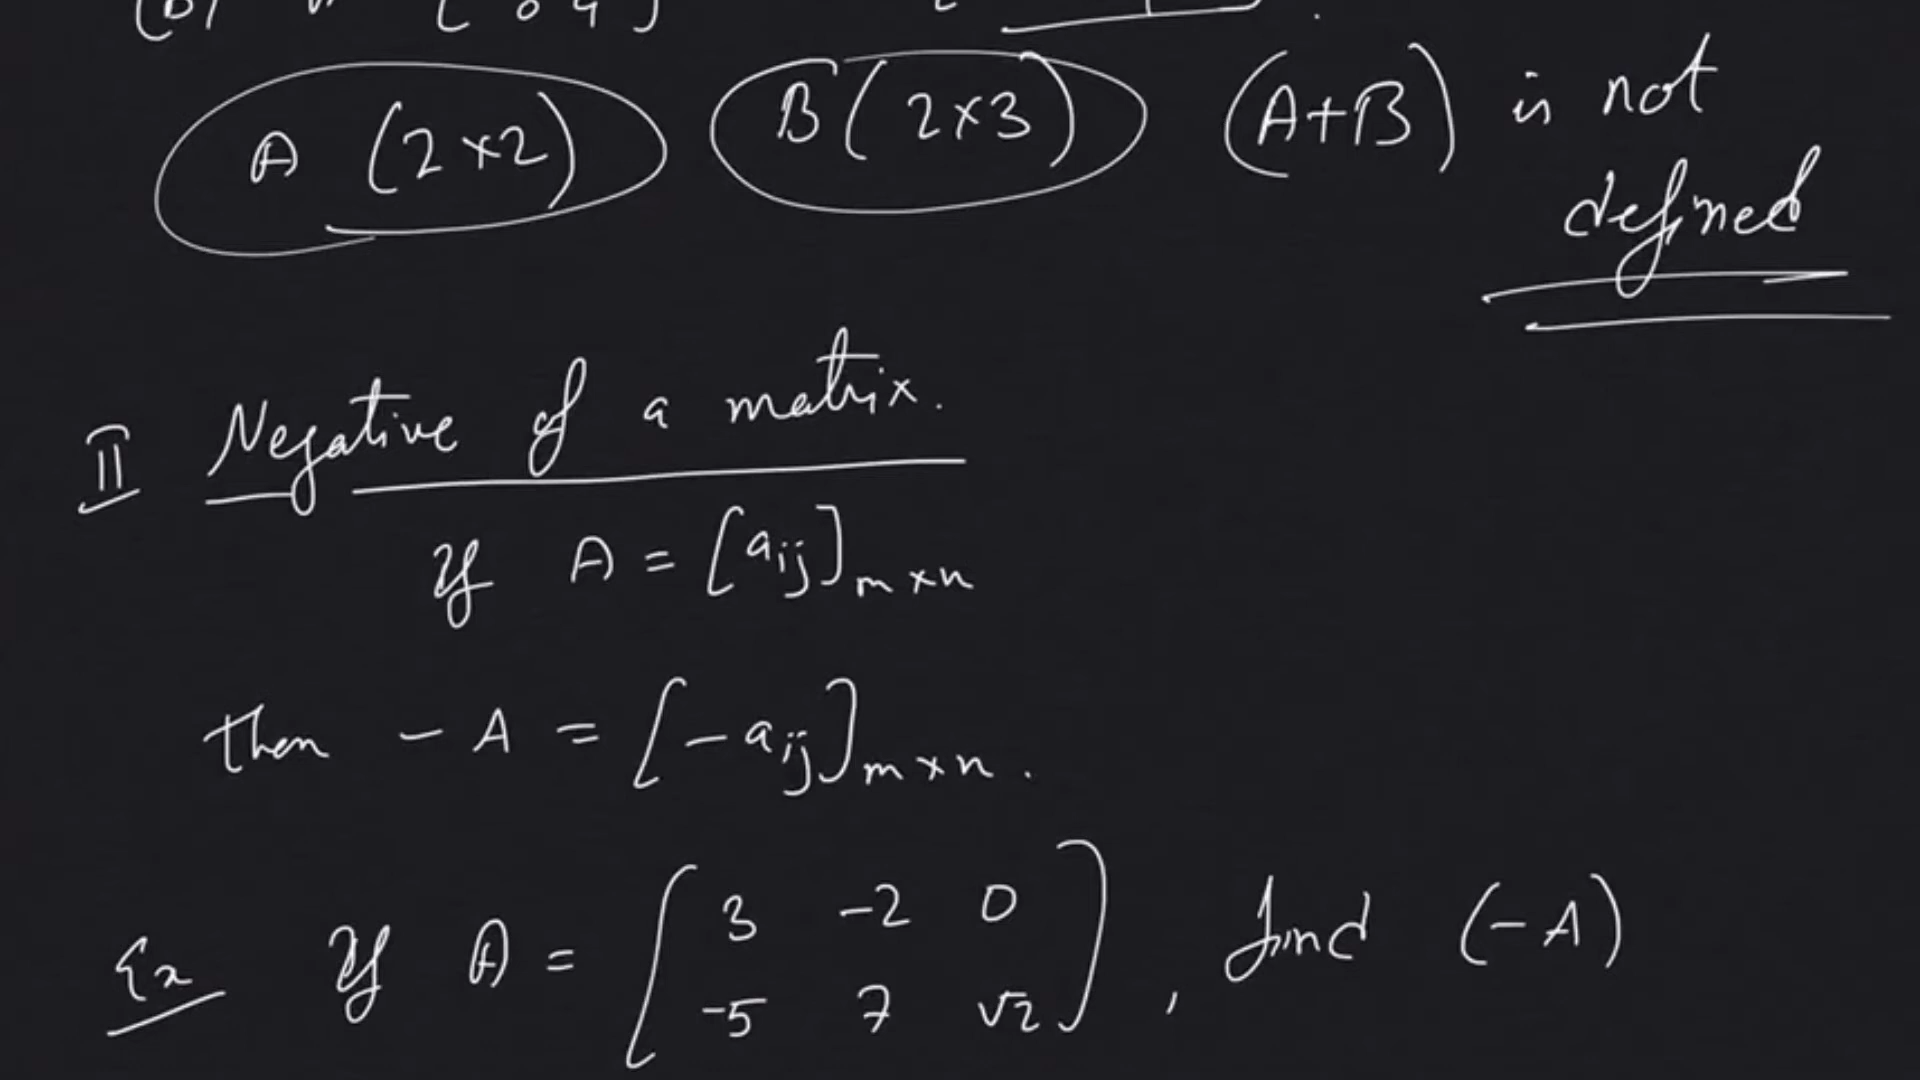 A (2×2) B (2×3) (A+B) is not
defined
II Negative of a matrix.
If A = [aij]m×n
then - A = [-aij]m×n.
Ex If A = [3 -2 0
-5 7 √2], find (-A)